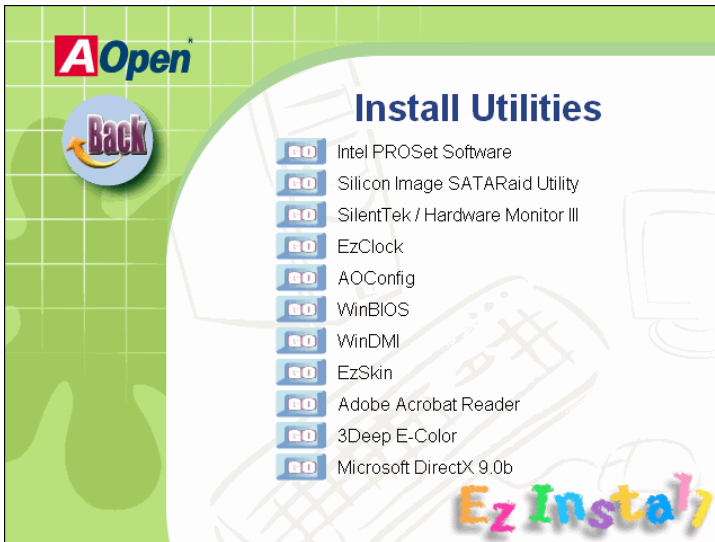 AOpen
Back
Install Utilities
Intel PROSet Software
Silicon Image SATARaid Utility
SilentTek / Hardware Monitor III
EzClock
AOConfig
WinBIOS
WinDMI
EzSkin
Adobe Acrobat Reader
3Deep E-Color
Microsoft DirectX 9.0b
Ez Install